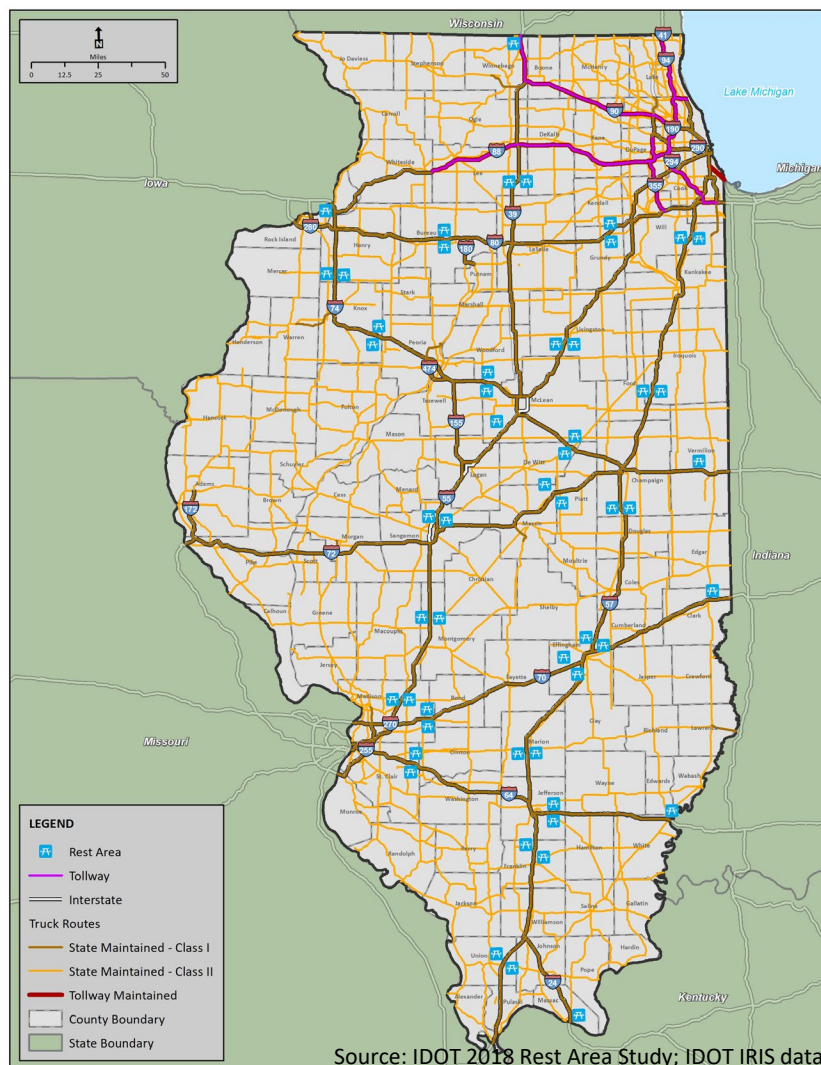 Wisconsin
N
Miles
0 12.5 25 50
41
94
Jo Daviess
Stephenson
Winnebago
Boone
McHenry
Lake
Lake Michigan
Carroll
Ogle
90
DeKalb
Kane
190
DuPage
290
88
Whiteside
Lee
294
Cook
Michigan
355
Iowa
Kendall
39
Will
280
Rock Island
Henry
Bureau
180
80
LaSalle
Grundy
Mercer
Putnam
Kankakee
Stark
Marshall
74
Knox
Henderson
Warren
Peoria
Woodford
Livingston
Iroquois
474
Ford
McLean
Hancock
McDonough
Fulton
Tazewell
155
Mason
Vermilion
Schuyler
Logan
De Witt
Champaign
Adams
Brown
Cass
Menard
55
Piatt
172
Macon
Douglas
Morgan
Sangamon
72
Pike
Scott
Christian
Moultrie
Edgar
Indiana
Coles
Calhoun
Greene
Shelby
57
Macoupin
Montgomery
Cumberland
Clark
Effingham
Jersey
Fayette
70
Jasper
Crawford
Madison
Bond
Clay
270
Richland
Lawrence
Missouri
255
Clinton
Marion
St. Clair
Wayne
Edwards
Wabash
64
Washington
Jefferson
Monroe
Perry
Hamilton
White
Randolph
Franklin
Jackson
Saline
Gallatin
Williamson
Union
Johnson
Hardin
Pope
24
Alexander
Pulaski
Massac
Kentucky
LEGEND
Rest Area
Tollway
Interstate
Truck Routes
State Maintained - Class I
State Maintained - Class II
Tollway Maintained
County Boundary
State Boundary
Source: IDOT 2018 Rest Area Study; IDOT IRIS data